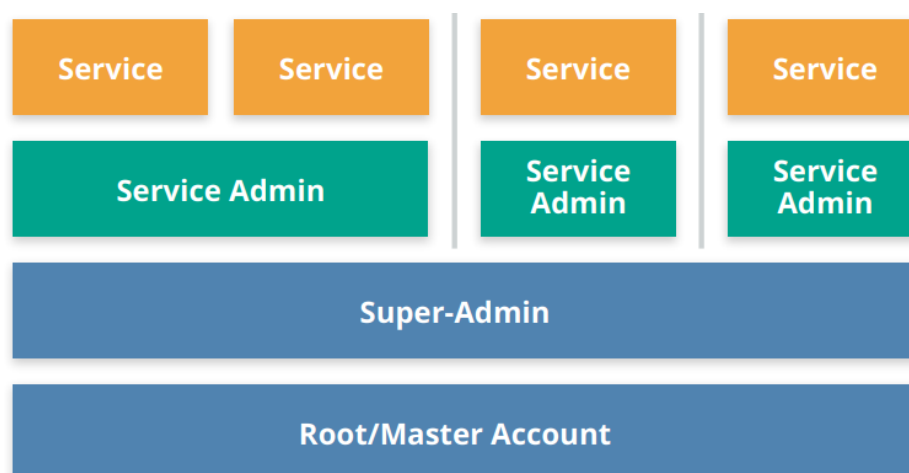 Service
Service
Service
Service
Service Admin
Service
Admin
Service
Admin
Super-Admin
Root/Master Account